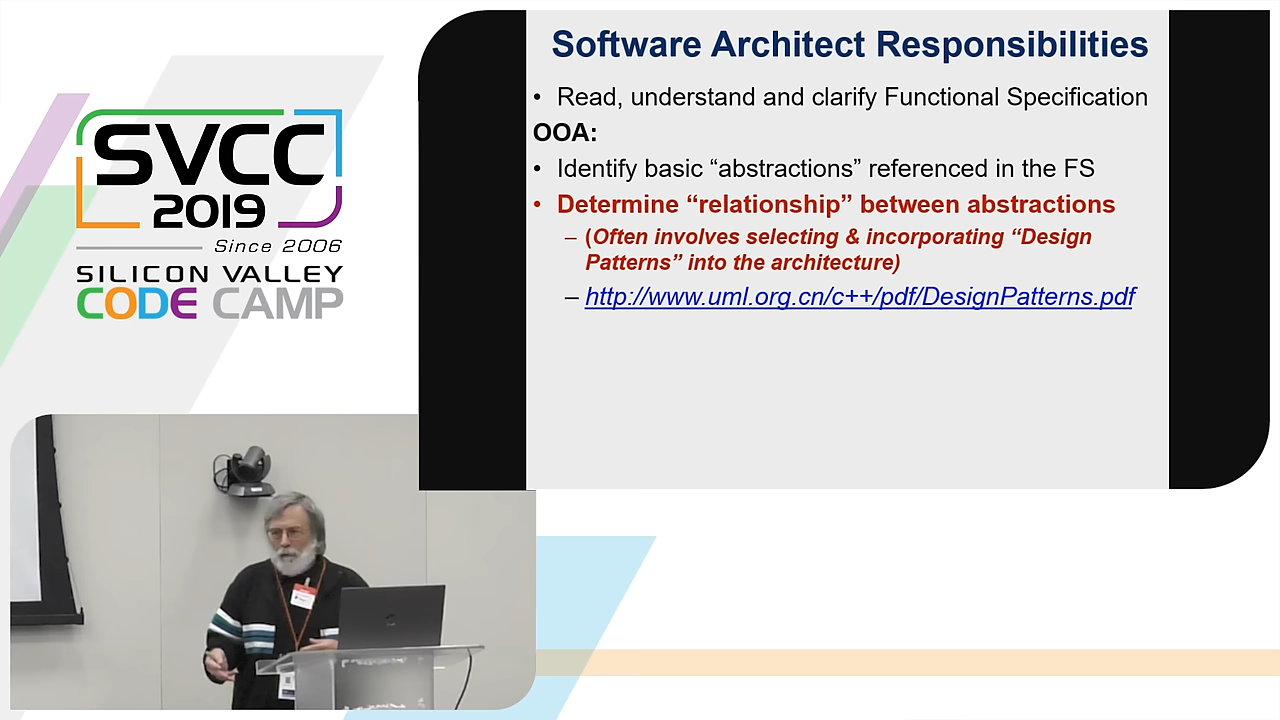 SVCC
2019
Since 2006
SILICON VALLEY
CODE CAMP
Software Architect Responsibilities
• Read, understand and clarify Functional Specification
OOA:
• Identify basic “abstractions” referenced in the FS
• Determine “relationship” between abstractions
– (Often involves selecting & incorporating “Design
Patterns” into the architecture)
– http://www.uml.org.cn/c++/pdf/DesignPatterns.pdf